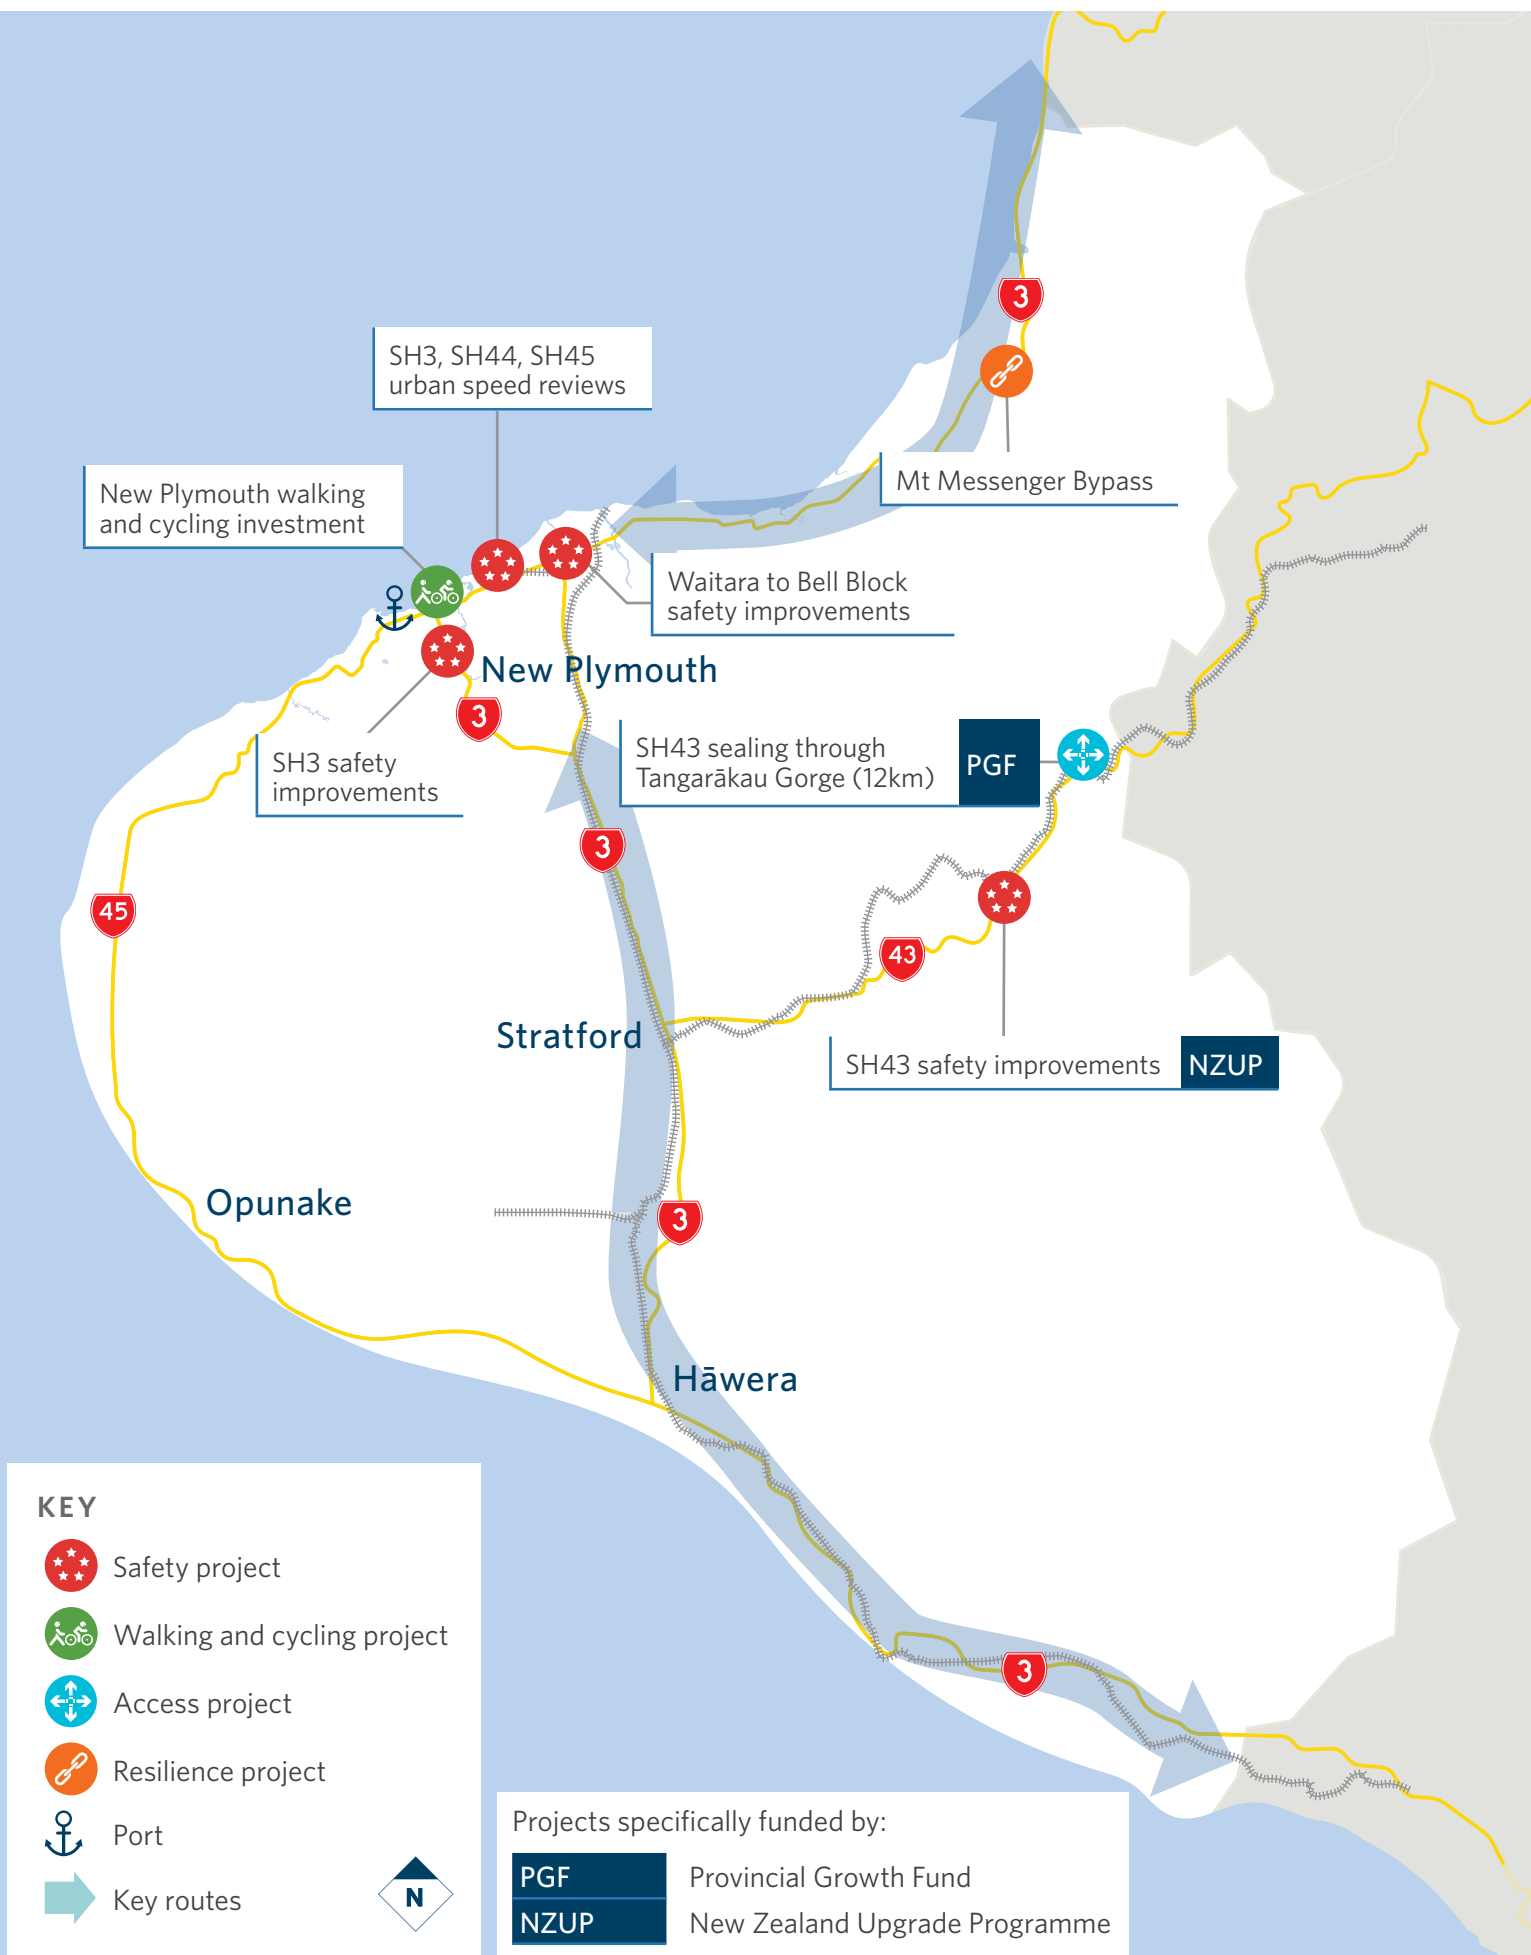 3
SH3, SH44, SH45
urban speed reviews
Mt Messenger Bypass
New Plymouth walking
and cycling investment
Waitara to Bell Block
safety improvements
New Plymouth
3
SH3 safety
improvements
SH43 sealing through
Tangarākau Gorge (12km)
PGF
3
45
43
Stratford
SH43 safety improvements
NZUP
Opunake
3
Hāwera
3
KEY
Safety project
Walking and cycling project
Access project
Resilience project
Port
Key routes
N
Projects specifically funded by:
PGF
Provincial Growth Fund
NZUP
New Zealand Upgrade Programme